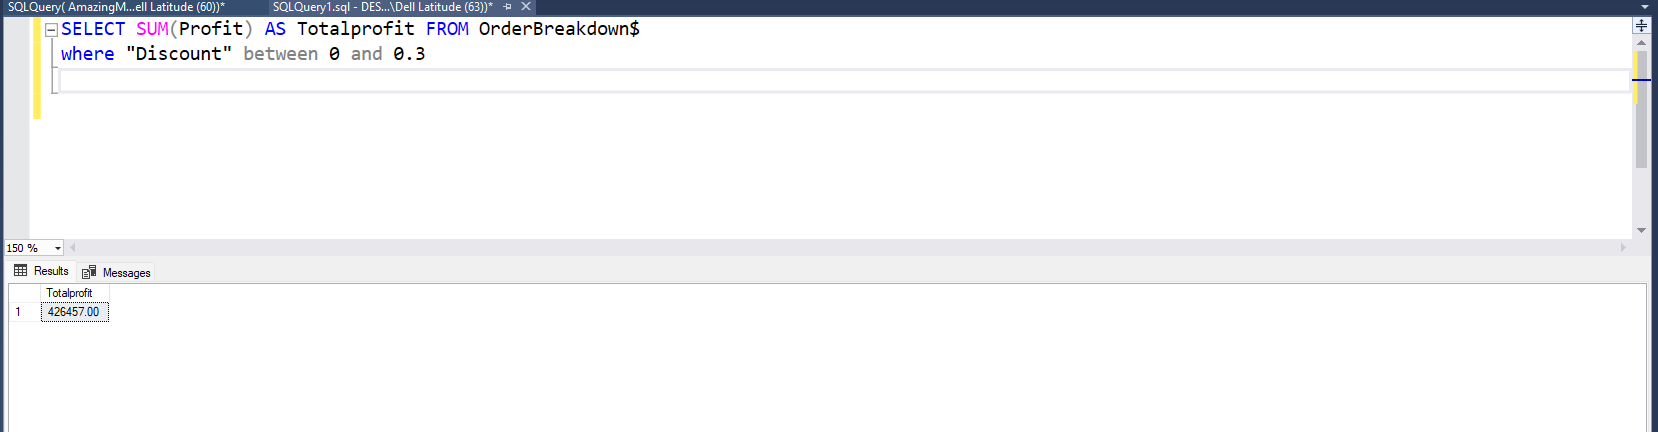 SQLQuery( AmazingM...ell Latitude (60))*
SQLQuery1.sql - DES...\Dell Latitude (63))*
SELECT SUM(Profit) AS Totalprofit FROM OrderBreakdown$
where "Discount" between 0 and 0.3
150 %
Results
Messages
Totalprofit
1 426457.00